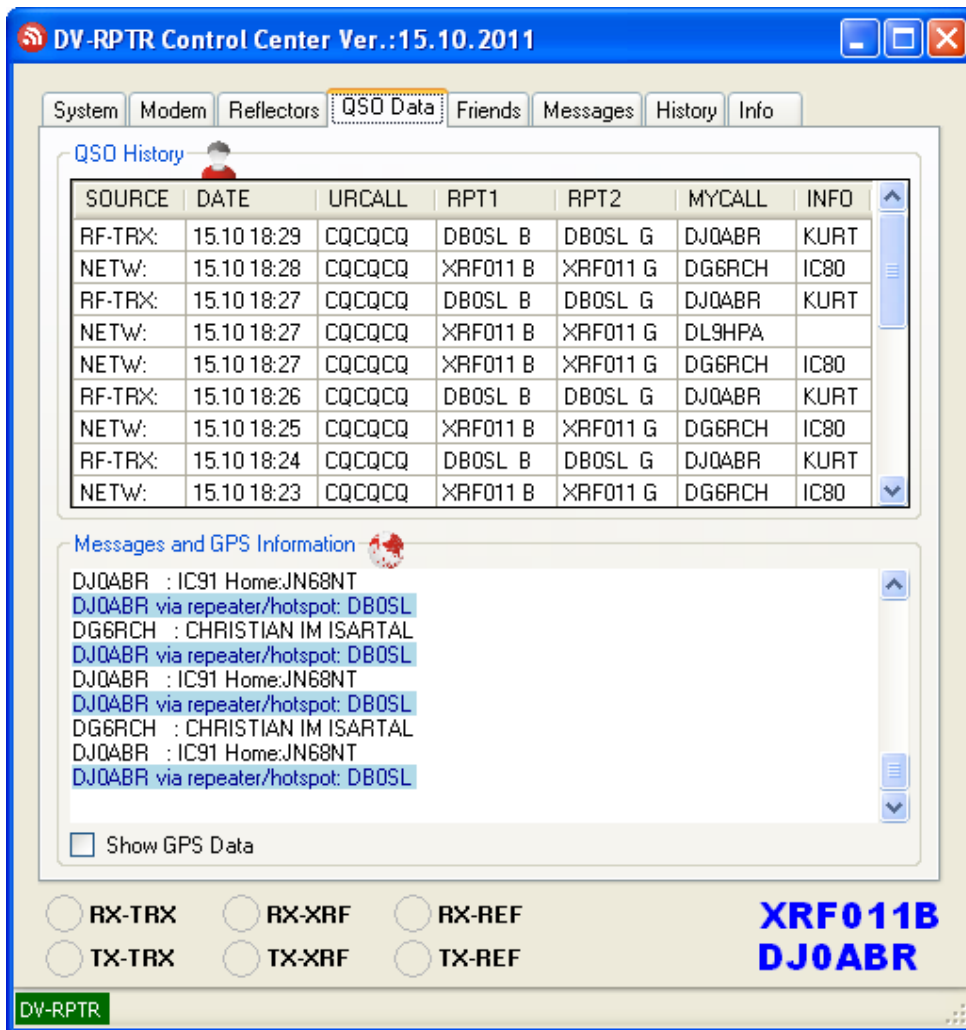 DV-RPTR Control Center Ver.:15.10.2011
System Modem Reflectors QSO Data Friends Messages History Info
QSO History
SOURCE DATE URCALL RPT1 RPT2 MYCALL INFO
RF-TRX: 15.10 18:29 CQCQCQ DB0SL B DB0SL G DJ0ABR KURT
NETW: 15.10 18:28 CQCQCQ XRF011 B XRF011 G DG6RCH IC80
RF-TRX: 15.10 18:27 CQCQCQ DB0SL B DB0SL G DJ0ABR KURT
NETW: 15.10 18:27 CQCQCQ XRF011 B XRF011 G DL9HPA
NETW: 15.10 18:27 CQCQCQ XRF011 B XRF011 G DG6RCH IC80
RF-TRX: 15.10 18:26 CQCQCQ DB0SL B DB0SL G DJ0ABR KURT
NETW: 15.10 18:25 CQCQCQ XRF011 B XRF011 G DG6RCH IC80
RF-TRX: 15.10 18:24 CQCQCQ DB0SL B DB0SL G DJ0ABR KURT
NETW: 15.10 18:23 CQCQCQ XRF011 B XRF011 G DG6RCH IC80
Messages and GPS Information
DJ0ABR : IC91 Home:JN68NT
DJ0ABR via repeater/hotspot: DB0SL
DG6RCH : CHRISTIAN IM ISARTAL
DJ0ABR via repeater/hotspot: DB0SL
DJ0ABR : IC91 Home:JN68NT
DJ0ABR via repeater/hotspot: DB0SL
DG6RCH : CHRISTIAN IM ISARTAL
DJ0ABR : IC91 Home:JN68NT
DJ0ABR via repeater/hotspot: DB0SL
Show GPS Data
RX-TRX RX-XRF RX-REF XRF011B
TX-TRX TX-XRF TX-REF DJ0ABR
DV-RPTR